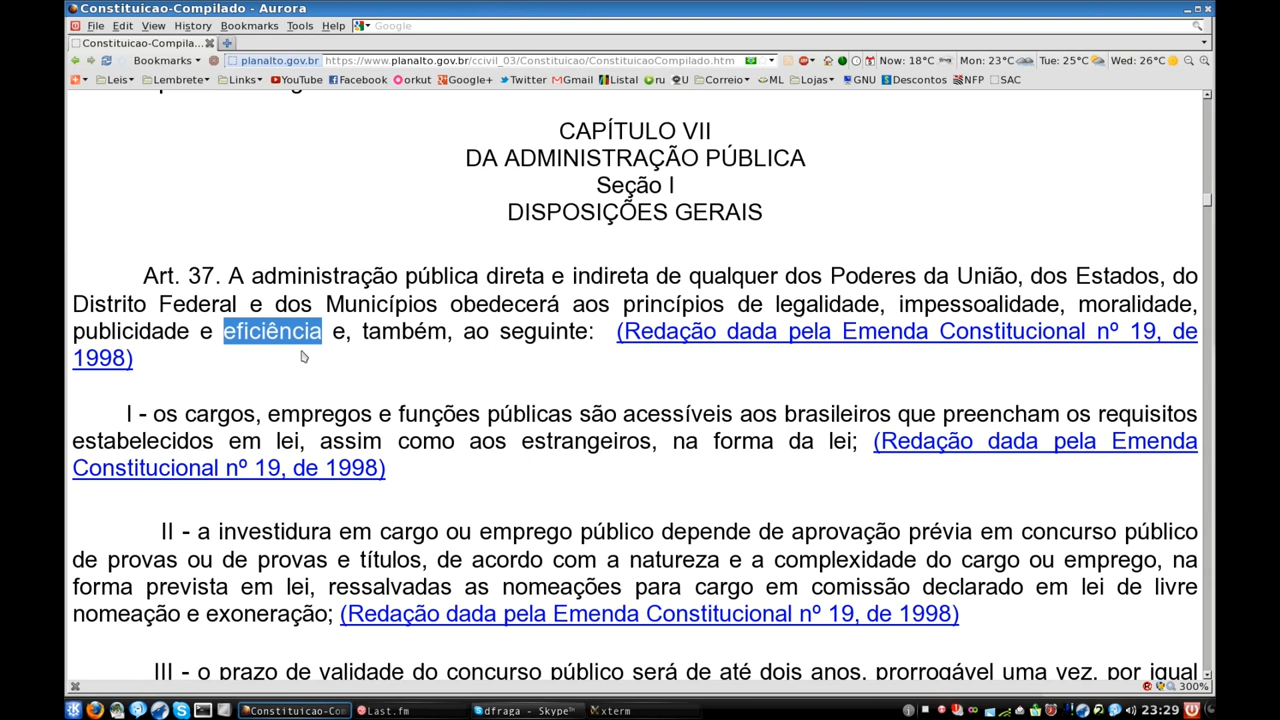 Constituicao-Compilado - Aurora
File Edit View History Bookmarks Tools Help Google
Constituicao-Compila...
Bookmarks planalto.gov.br https://www.planalto.gov.br/ccivil_03/Constituicao/ConstituicaoCompilado.htm Now: 18°C Mon: 23°C Tue: 25°C Wed: 26°C
Leis Lembrete Links YouTube Facebook orkut Google+ Twitter Gmail Listal ru U Correio ML Lojas GNU Descontos NFP SAC
CAPÍTULO VII
DA ADMINISTRAÇÃO PÚBLICA
Seção I
DISPOSIÇÕES GERAIS
Art. 37. A administração pública direta e indireta de qualquer dos Poderes da União, dos Estados, do
Distrito Federal e dos Municípios obedecerá aos princípios de legalidade, impessoalidade, moralidade,
publicidade e eficiência e, também, ao seguinte: (Redação dada pela Emenda Constitucional nº 19, de
1998)
I - os cargos, empregos e funções públicas são acessíveis aos brasileiros que preencham os requisitos
estabelecidos em lei, assim como aos estrangeiros, na forma da lei; (Redação dada pela Emenda
Constitucional nº 19, de 1998)
II - a investidura em cargo ou emprego público depende de aprovação prévia em concurso público
de provas ou de provas e títulos, de acordo com a natureza e a complexidade do cargo ou emprego, na
forma prevista em lei, ressalvadas as nomeações para cargo em comissão declarado em lei de livre
nomeação e exoneração; (Redação dada pela Emenda Constitucional nº 19, de 1998)
III - o prazo de validade do concurso público será de até dois anos, prorrogável uma vez, por igual
300%
Constituicao-Com Last.fm dfraga - Skype™ xterm 23:29